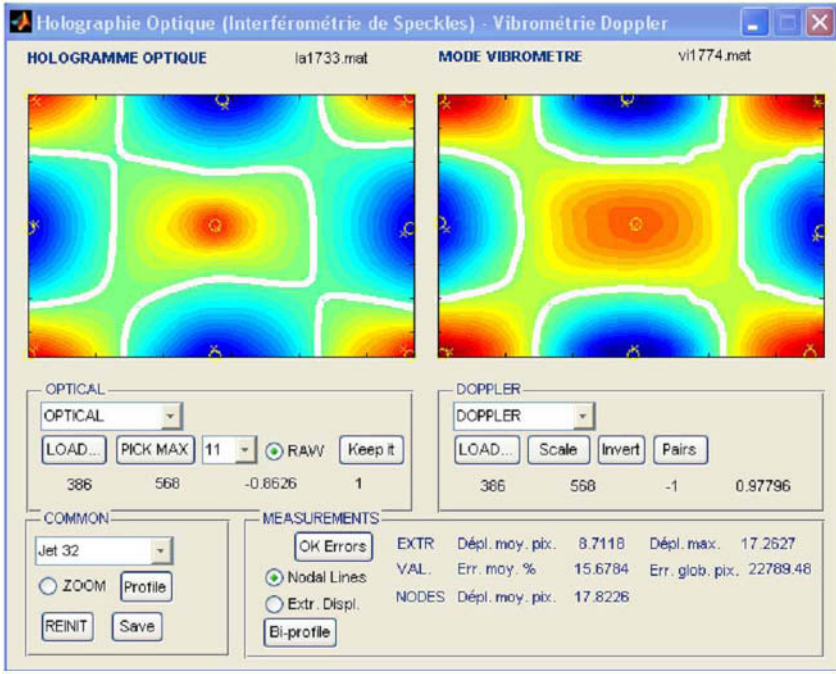 Holographie Optique (Interférométrie de Speckles) - Vibrométrie Doppler
HOLOGRAMME OPTIQUE la1733.mat MODE VIBROMETRE vi1774.mat
OPTICAL DOPPLER
OPTICAL DOPPLER
LOAD... PICK MAX 11 RAW Keep it LOAD... Scale Invert Pairs
386 568 -0.8626 1 386 568 -1 0.97796
COMMON MEASUREMENTS
Jet 32 OK Errors EXTR Dépl. moy. pix. 8.7118 Dépl. max. 17.2627
ZOOM Profile Nodal Lines VAL. Err. moy. % 15.6784 Err. glob. pix. 22789.48
Extr. Displ. NODES Dépl. moy. pix. 17.8226
REINIT Save Bi-profile